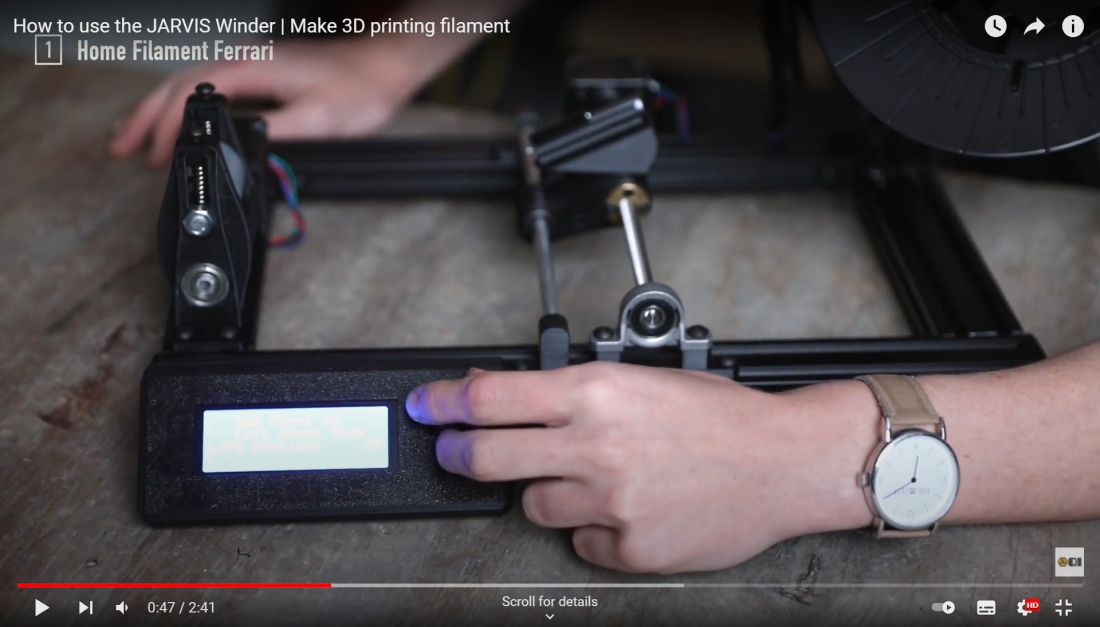 How to use the JARVIS Winder | Make 3D printing filament
1 Home Filament Ferrari
0:47 / 2:41
Scroll for details
HD